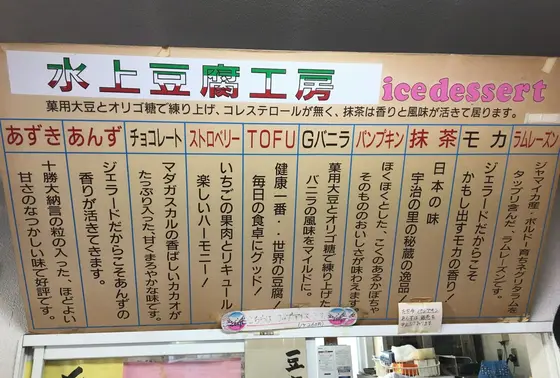 水上豆腐工房
ice dessert
菓用大豆とオリゴ糖で練り上げ、コレステロールが無く、抹茶は香りと風味が活きて居ります。
あずき
あんず
チョコレート
ストロベリー
TOFU
Gバニラ
パンプキン
抹茶
モカ
ラムレーズン
十勝大納言の粒の入った ほどよい
甘さのなつかしい味で好評です。
ジェラードだからこそあんずの
香りが活きてきます。
マダガスカルの香ばしいカカオが
たっぷり入った、甘くまろやかな味です。
いちごの果肉とリキュール
楽しいハーモニー!
健康一番・・世界の豆腐
毎日の食卓にグッド!
菓用大豆とオリゴ糖で練り上げた
バニラの風味をマイルドに。
ほくほくとした、こくのあるかぼちゃ
そのもののおいしさが味わえます
日本の味
宇治の里の秘蔵の逸品!
ジェラードだからこそ
かもし出すモカの香り!
ジャマイカ産、ボルドー育ちネグリタラムを
タップリ含んだ、ラムレーズンです。
豆